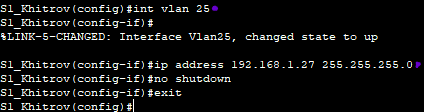 S1_Khitrov(config)#int vlan 25
S1_Khitrov(config-if)#
%LINK-5-CHANGED: Interface Vlan25, changed state to up
S1_Khitrov(config-if)#ip address 192.168.1.27 255.255.255.0
S1_Khitrov(config-if)#no shutdown
S1_Khitrov(config-if)#exit
S1_Khitrov(config)#